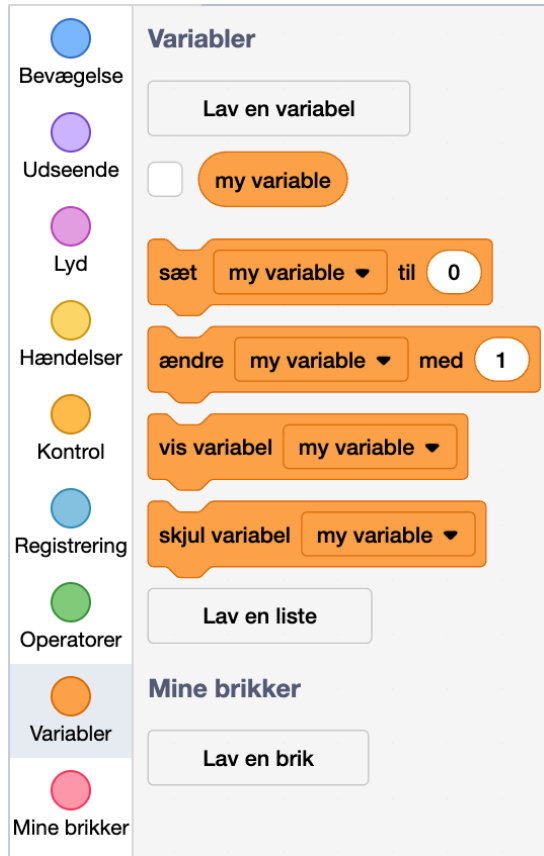 Bevægelse
Udseende
Lyd
Hændelser
Kontrol
Registrering
Operatorer
Variabler
Mine brikker
Variabler
Lav en variabel
my variable
sæt my variable til 0
ændre my variable med 1
vis variabel my variable
skjul variabel my variable
Lav en liste
Mine brikker
Lav en brik